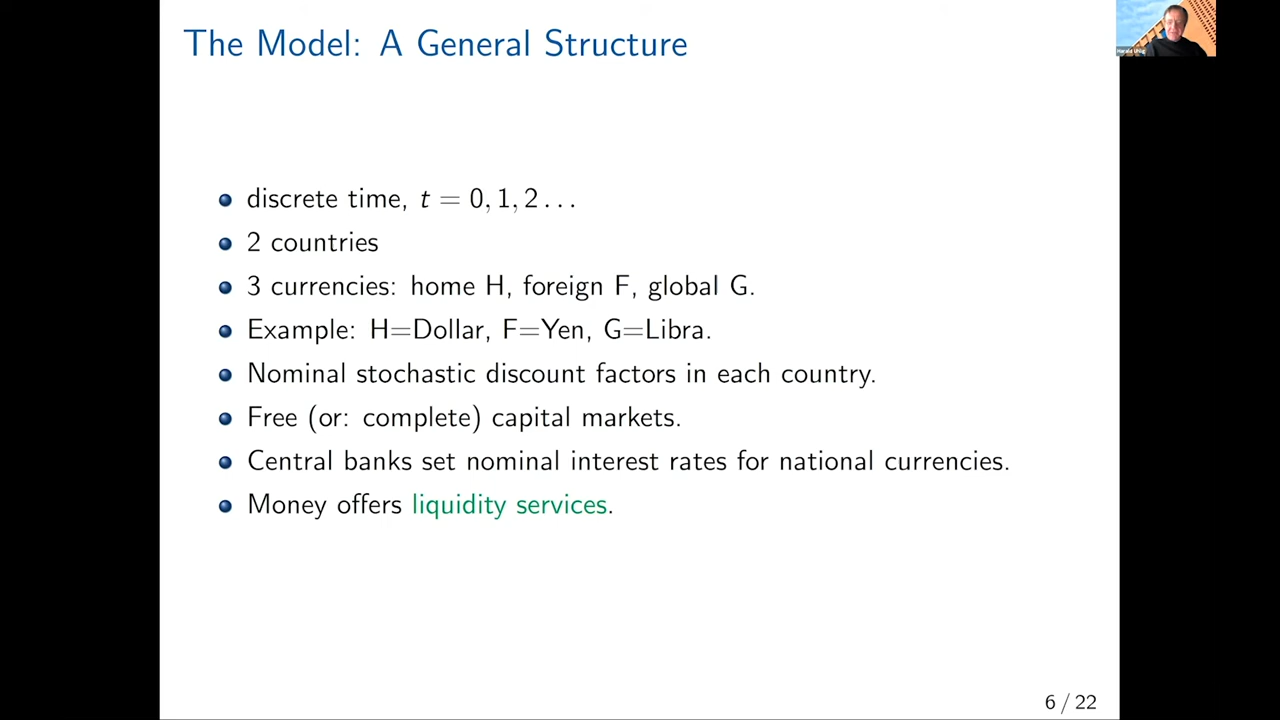 The Model: A General Structure
Harald Uhlig
discrete time, t = 0, 1, 2 . . .
2 countries
3 currencies: home H, foreign F, global G.
Example: H=Dollar, F=Yen, G=Libra.
Nominal stochastic discount factors in each country.
Free (or: complete) capital markets.
Central banks set nominal interest rates for national currencies.
Money offers liquidity services.
6 / 22